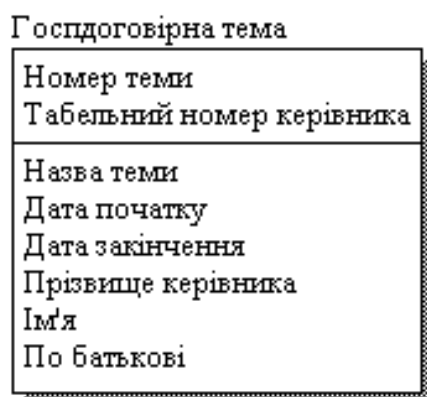 Госпдоговірна тема
Номер теми
Табельний номер керівника
Назва теми
Дата початку
Дата закінчення
Прізвище керівника
Ім'я
По батькові